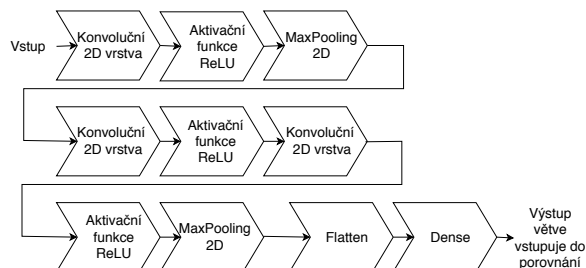 Vstup
Konvoluční
2D vrstva
Aktivační
funkce
ReLU
MaxPooling
2D
Konvoluční
2D vrstva
Aktivační
funkce
ReLU
Konvoluční
2D vrstva
Aktivační
funkce
ReLU
MaxPooling
2D
Flatten
Dense
Výstup
větve
vstupuje do
porovnání